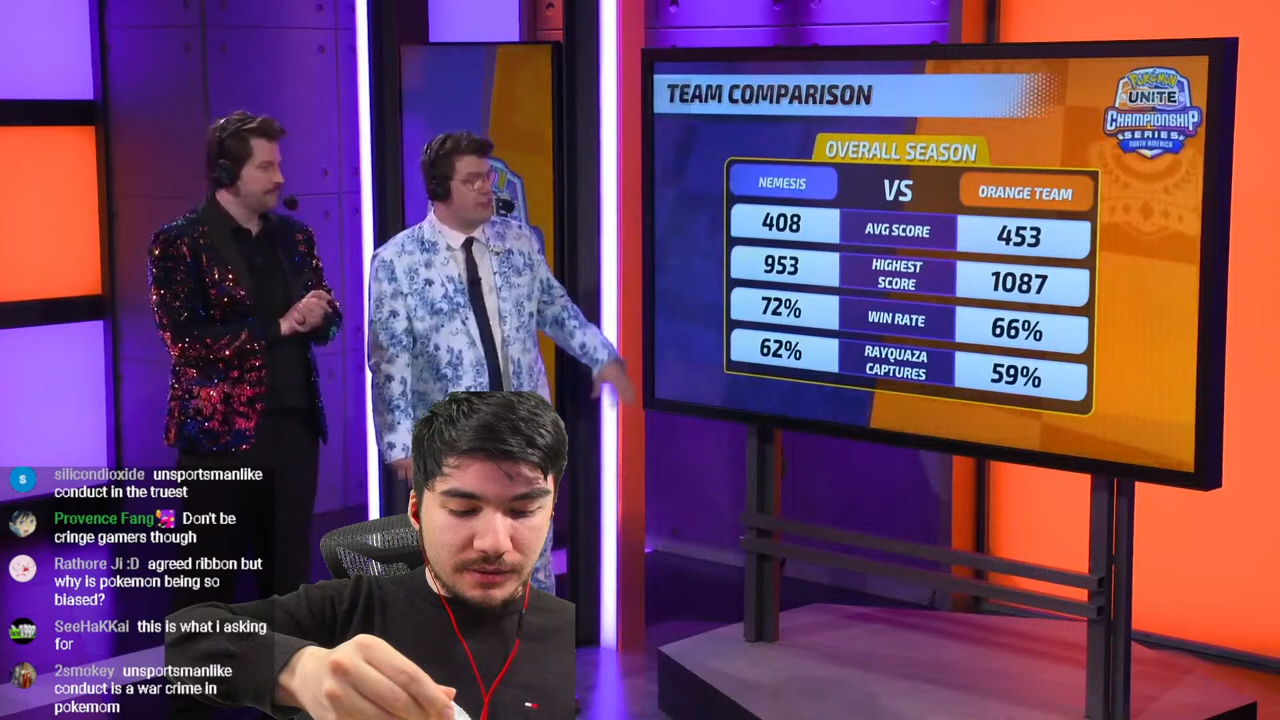 TEAM COMPARISON
POKÉMON
UNITE
CHAMPIONSHIP
SERIES
NORTH AMERICA
OVERALL SEASON
NEMESIS VS ORANGE TEAM
408 AVG SCORE 453
953 HIGHEST SCORE 1087
72% WIN RATE 66%
62% RAYQUAZA CAPTURES 59%
s silicondioxide unsportsmanlike
conduct in the truest
Provence Fang Don't be
cringe gamers though
Rathore Ji :D agreed ribbon but
why is pokemon being so
biased?
SeeHaKKai this is what i asking
for
2smokey unsportsmanlike
conduct is a war crime in
pokemom